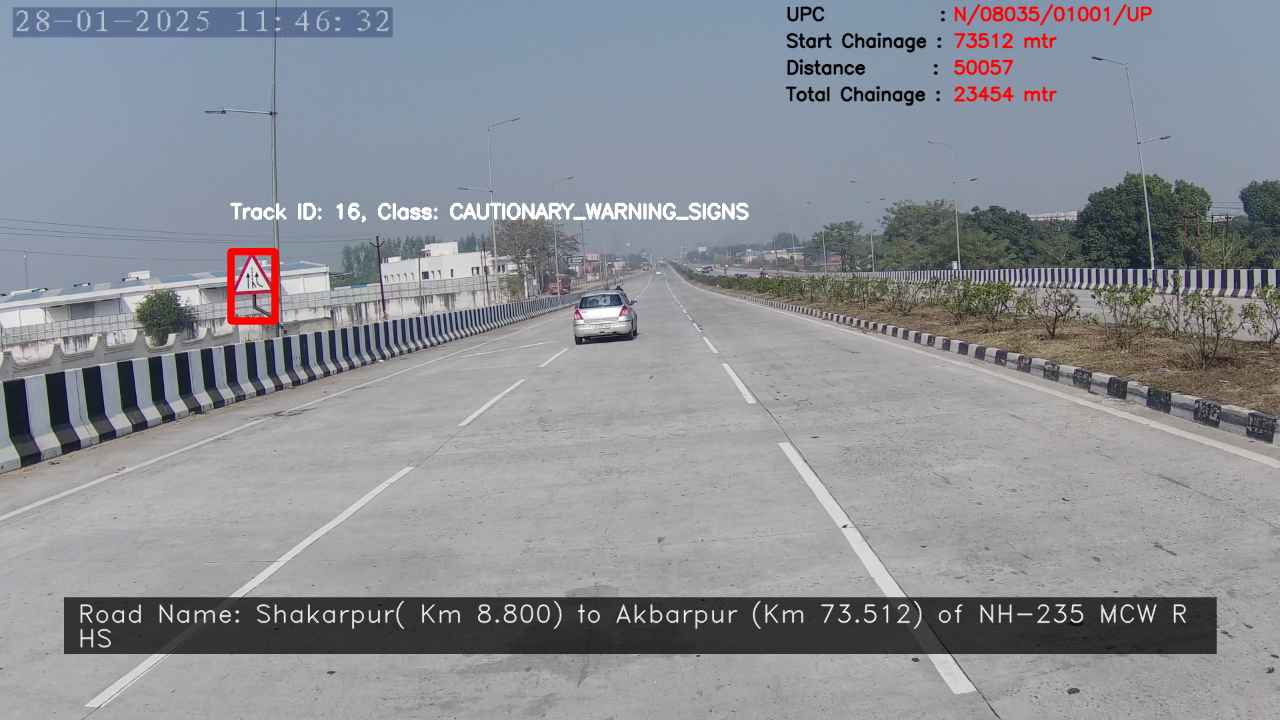 28-01-2025 11:46:32
UPC : N/08035/01001/UP
Start Chainage : 73512 mtr
Distance : 50057
Total Chainage : 23454 mtr
Track ID: 16, Class: CAUTIONARY_WARNING_SIGNS
Road Name: Shakarpur( Km 8.800) to Akbarpur (Km 73.512) of NH-235 MCW R
HS